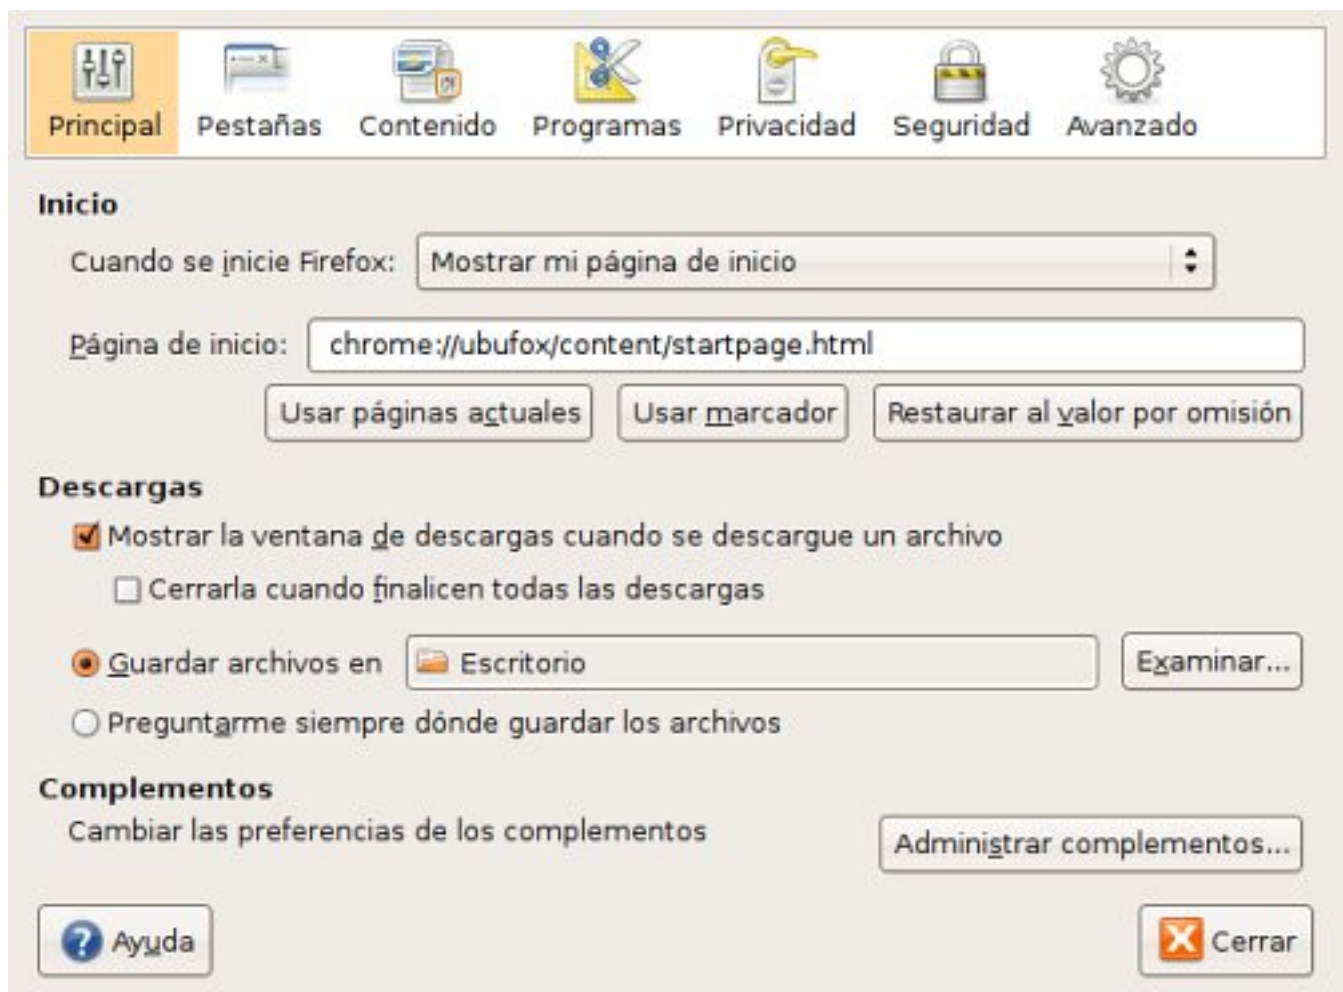 Principal Pestañas Contenido Programas Privacidad Seguridad Avanzado
Inicio
Cuando se inicie Firefox: Mostrar mi página de inicio
Página de inicio: chrome://ubufox/content/startpage.html
Usar páginas actuales Usar marcador Restaurar al valor por omisión
Descargas
Mostrar la ventana de descargas cuando se descargue un archivo
Cerrarla cuando finalicen todas las descargas
Guardar archivos en Escritorio Examinar...
Preguntarme siempre dónde guardar los archivos
Complementos
Cambiar las preferencias de los complementos Administrar complementos...
Ayuda Cerrar